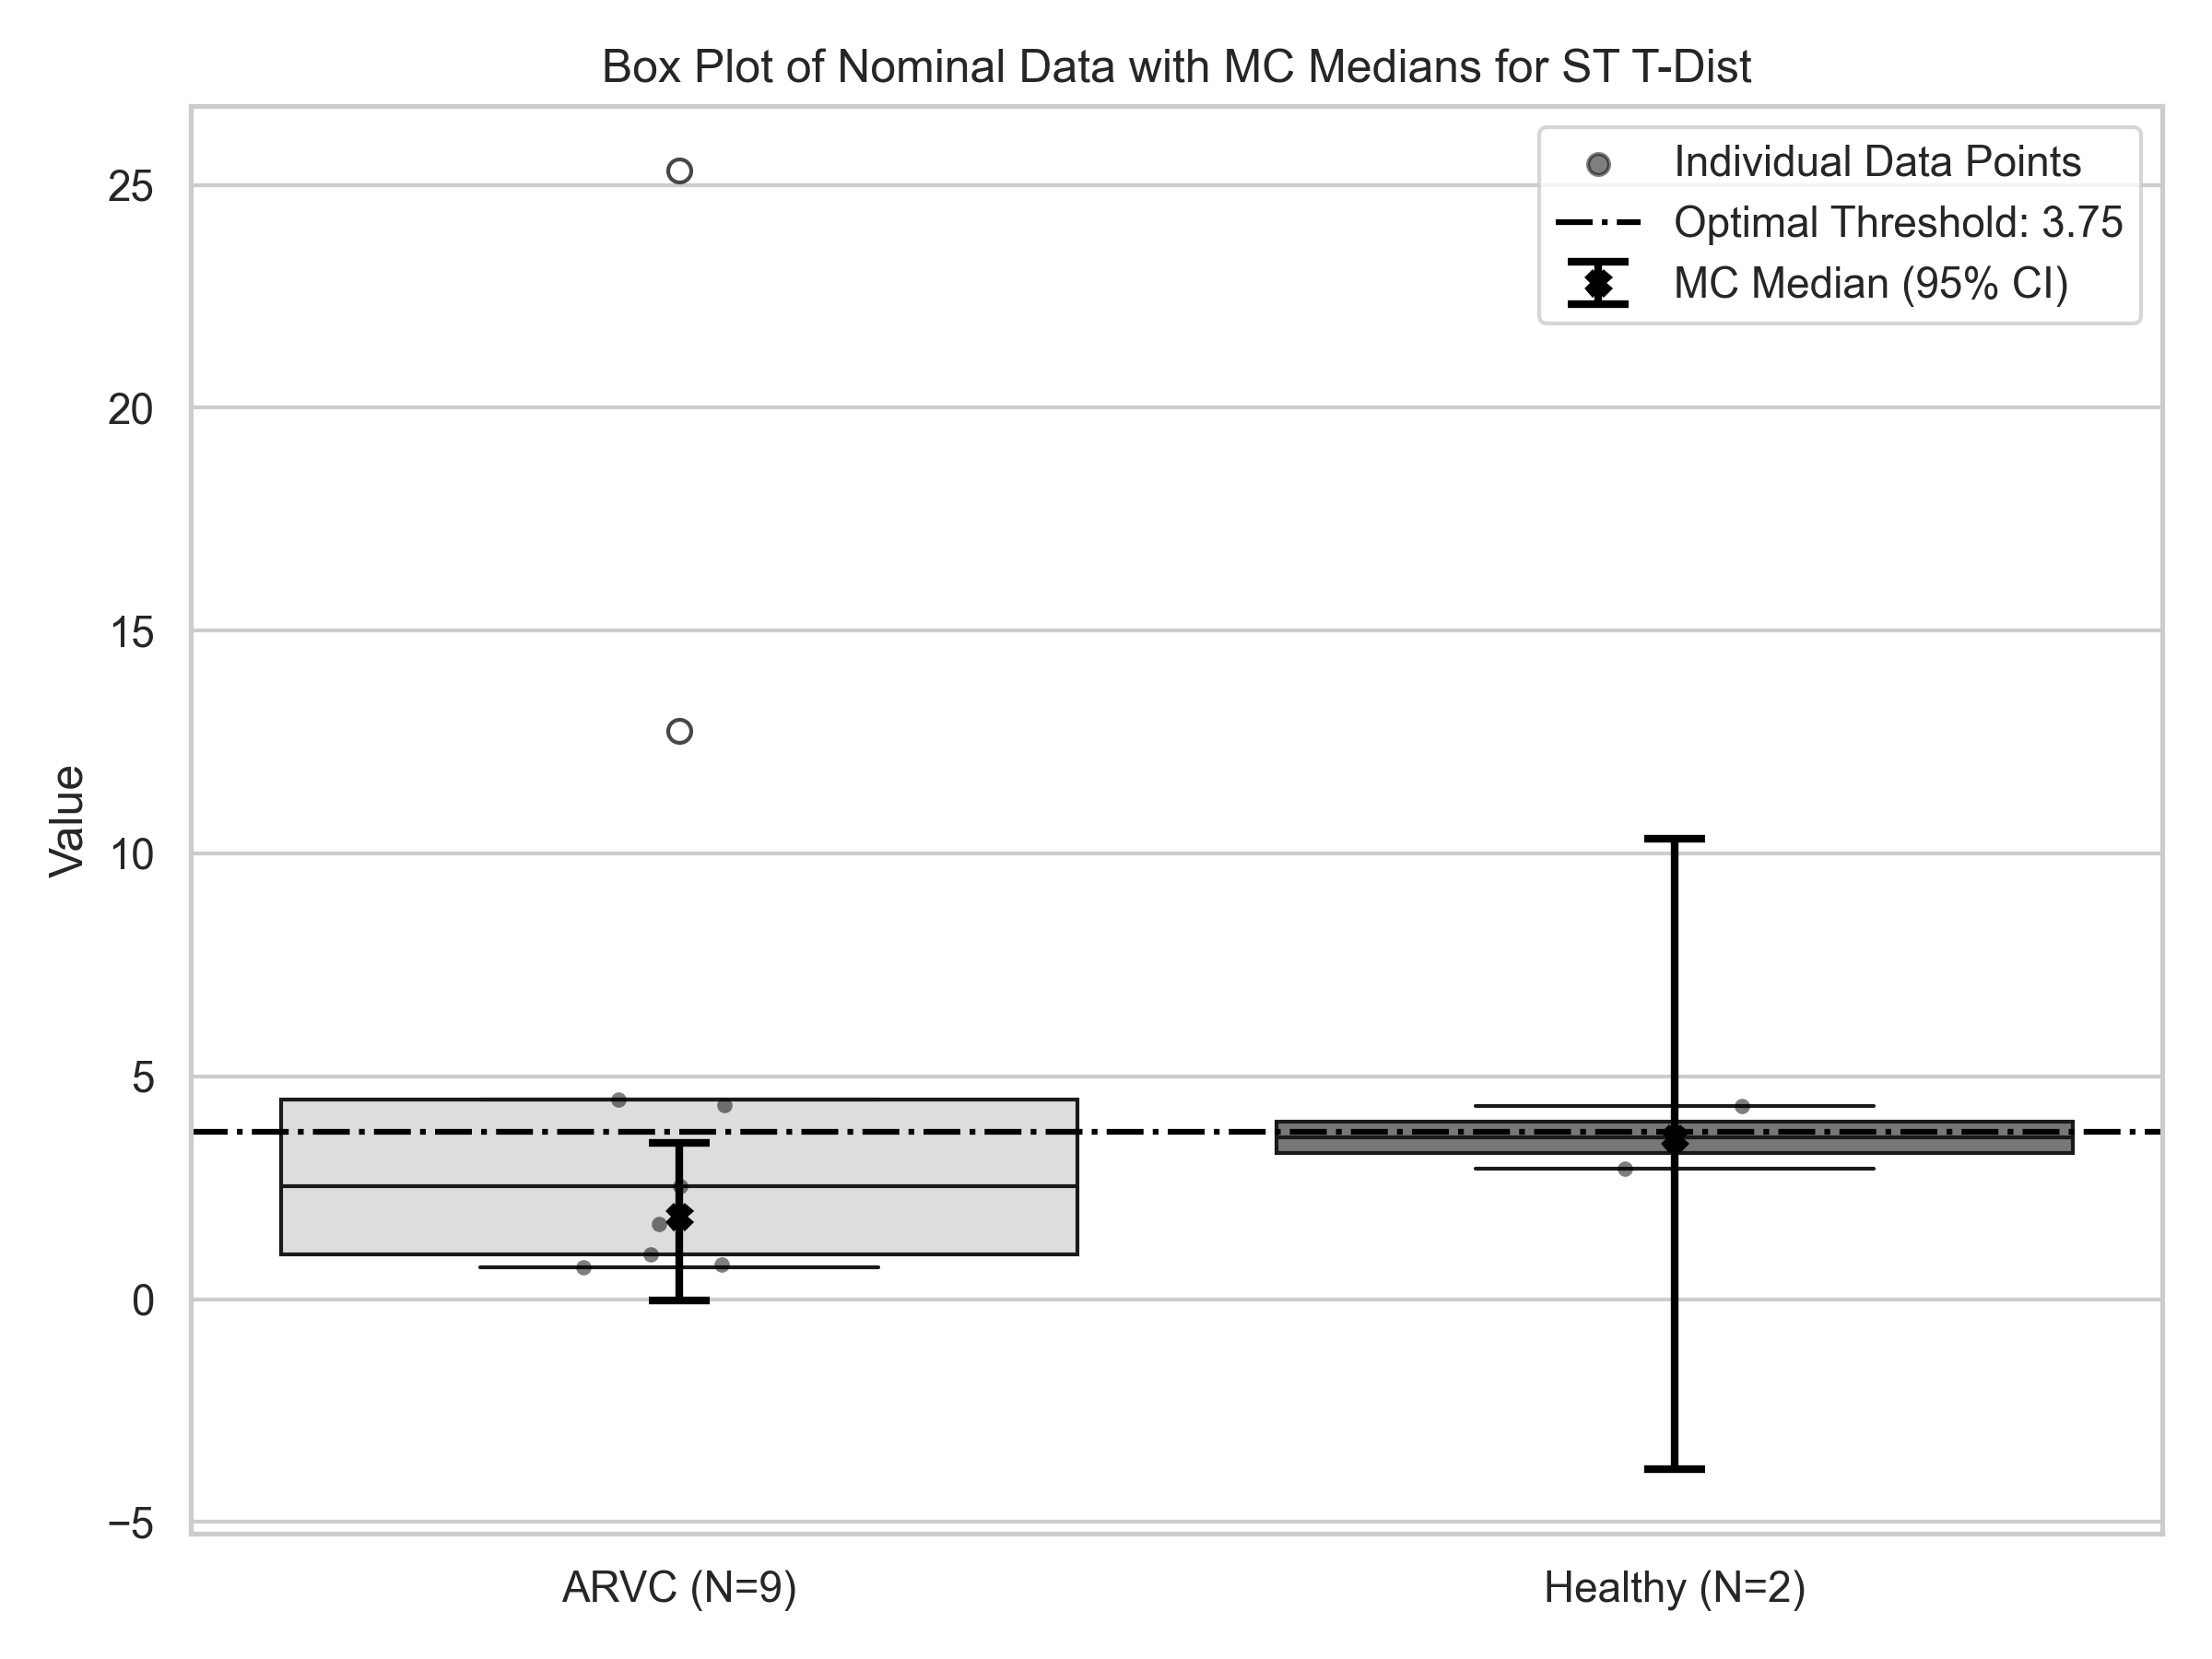 Box Plot of Nominal Data with MC Medians for ST T-Dist
Individual Data Points
Optimal Threshold: 3.75
MC Median (95% CI)
Value
25
20
15
10
5
0
−5
ARVC (N=9)
Healthy (N=2)